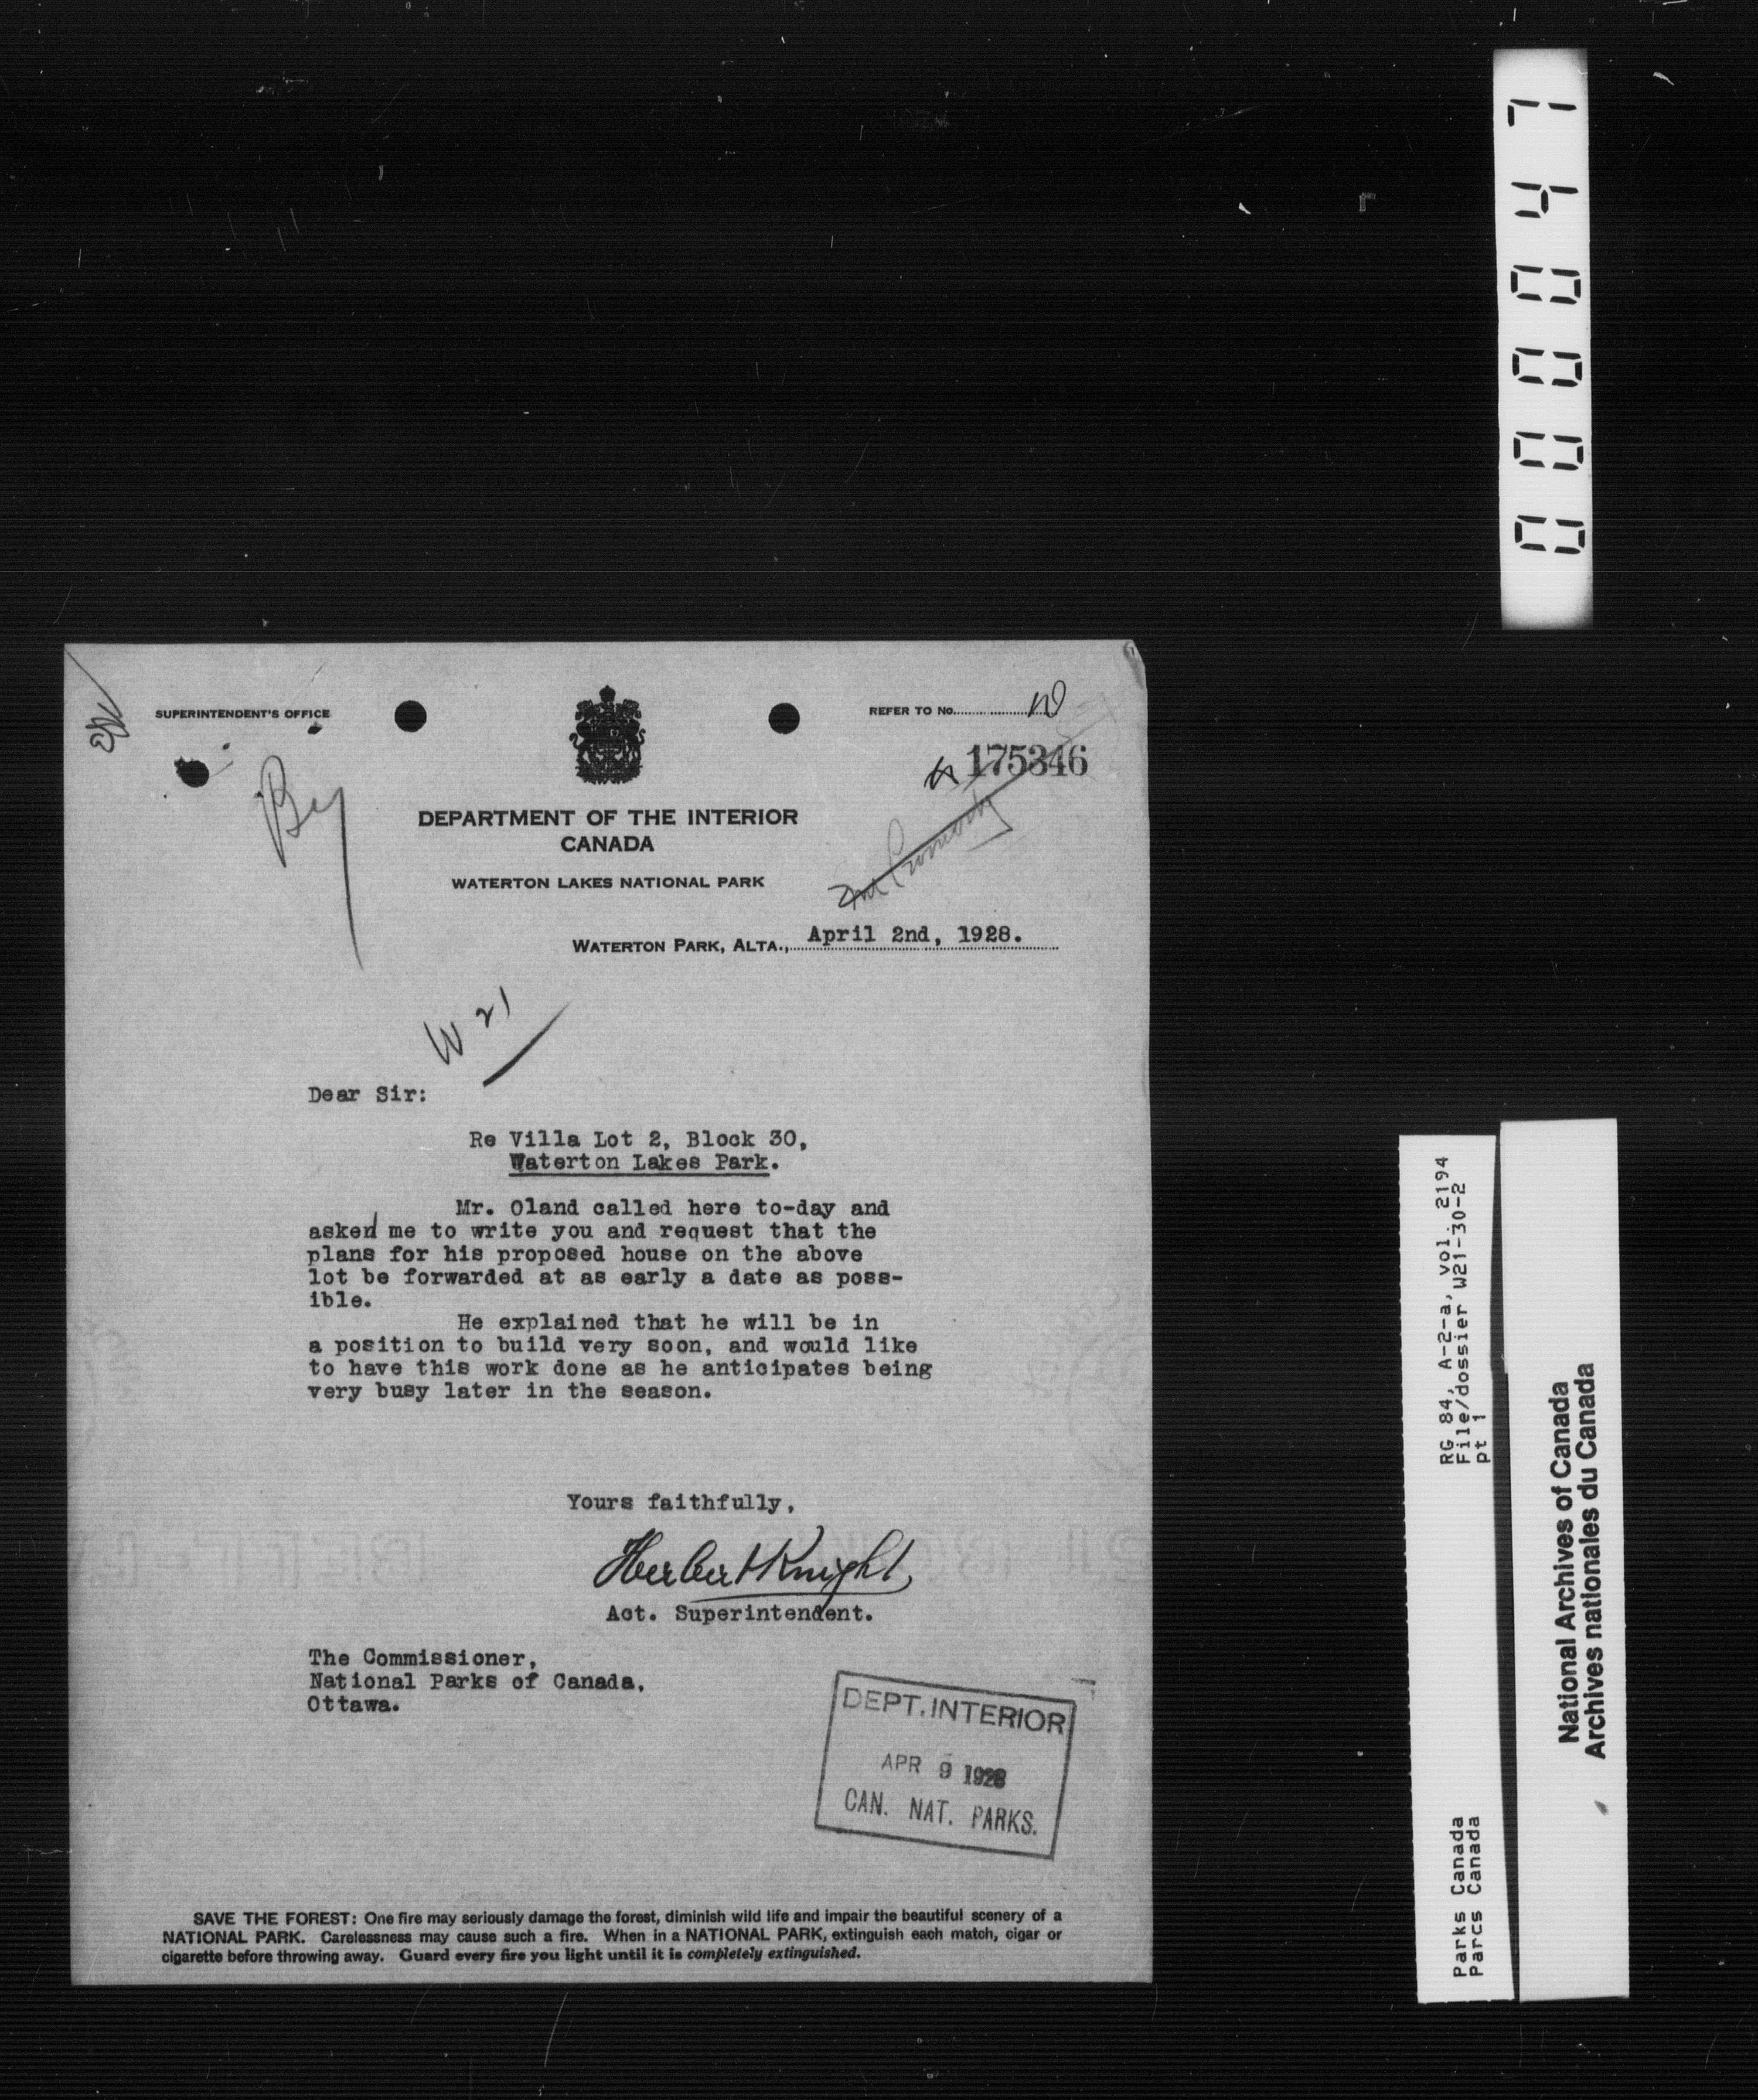 SUPERINTENDENT'S OFFICE
REFER TO No. W
175346
2nd Cromorty
By
DEPARTMENT OF THE INTERIOR
CANADA
WATERTON LAKES NATIONAL PARK
WATERTON PARK, ALTA., April 2nd, 1928.
W 21
Dear Sir:
Re Villa Lot 2, Block 30,
Waterton Lakes Park.
Mr. Oland called here to-day and
asked me to write you and request that the
plans for his proposed house on the above
lot be forwarded at as early a date as poss-
ible.
He explained that he will be in
a position to build very soon, and would like
to have this work done as he anticipates being
very busy later in the season.
Yours faithfully,
Herbert Knight
Act. Superintendent.
The Commissioner,
National Parks of Canada,
Ottawa.
DEPT. INTERIOR
APR 9 1928
CAN. NAT. PARKS.
SAVE THE FOREST: One fire may seriously damage the forest, diminish wild life and impair the beautiful scenery of a
NATIONAL PARK. Carelessness may cause such a fire. When in a NATIONAL PARK, extinguish each match, cigar or
cigarette before throwing away. Guard every fire you light until it is completely extinguished.
000047
RG 84, A-2-a, vol. 2194
File/dossier W21-30-2
pt 1
Parks Canada
Parcs Canada
National Archives of Canada
Archives nationales du Canada